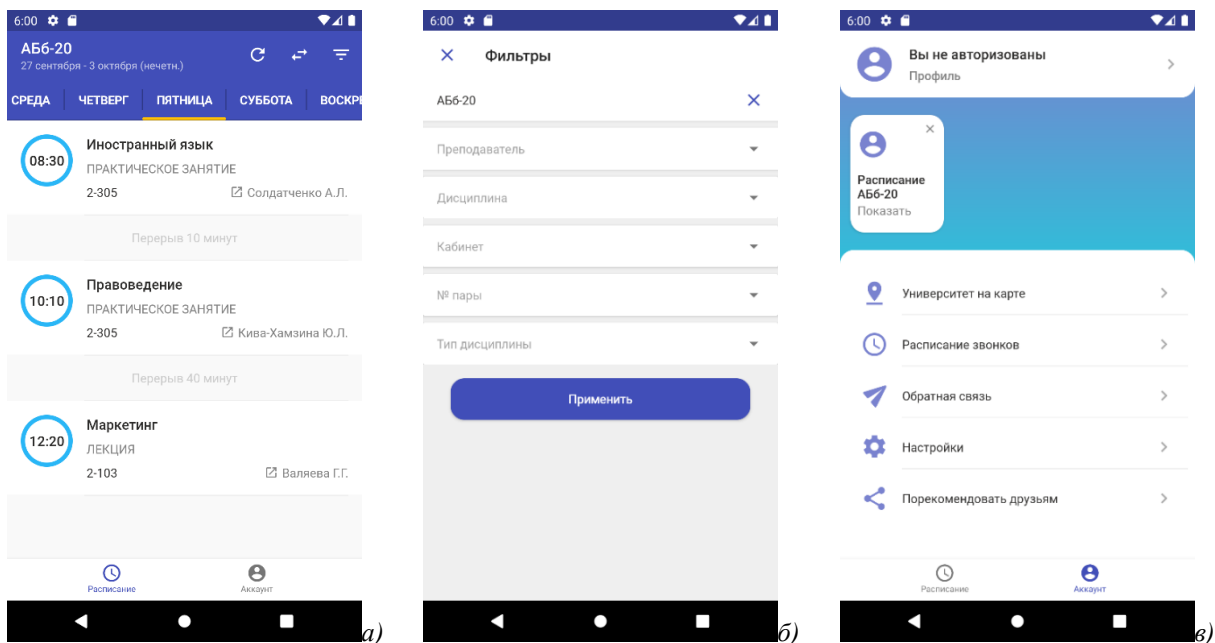 6:00
АБб-20
27 сентября - 3 октября (нечетн.)
СРЕДА ЧЕТВЕРГ ПЯТНИЦА СУББОТА ВОСКРЕ
08:30
Иностранный язык
ПРАКТИЧЕСКОЕ ЗАНЯТИЕ
2-305 Солдатченко А.Л.
Перерыв 10 минут
10:10
Правоведение
ПРАКТИЧЕСКОЕ ЗАНЯТИЕ
2-305 Кива-Хамзина Ю.Л.
Перерыв 40 минут
12:20
Маркетинг
ЛЕКЦИЯ
2-103 Валяева Г.Г.
Расписание Аккаунт
а)
6:00
Фильтры
АБб-20
Преподаватель
Дисциплина
Кабинет
№ пары
Тип дисциплины
Применить
б)
6:00
Вы не авторизованы
Профиль
Расписание
АБб-20
Показать
Университет на карте
Расписание звонков
Обратная связь
Настройки
Порекомендовать друзьям
Расписание Аккаунт
в)